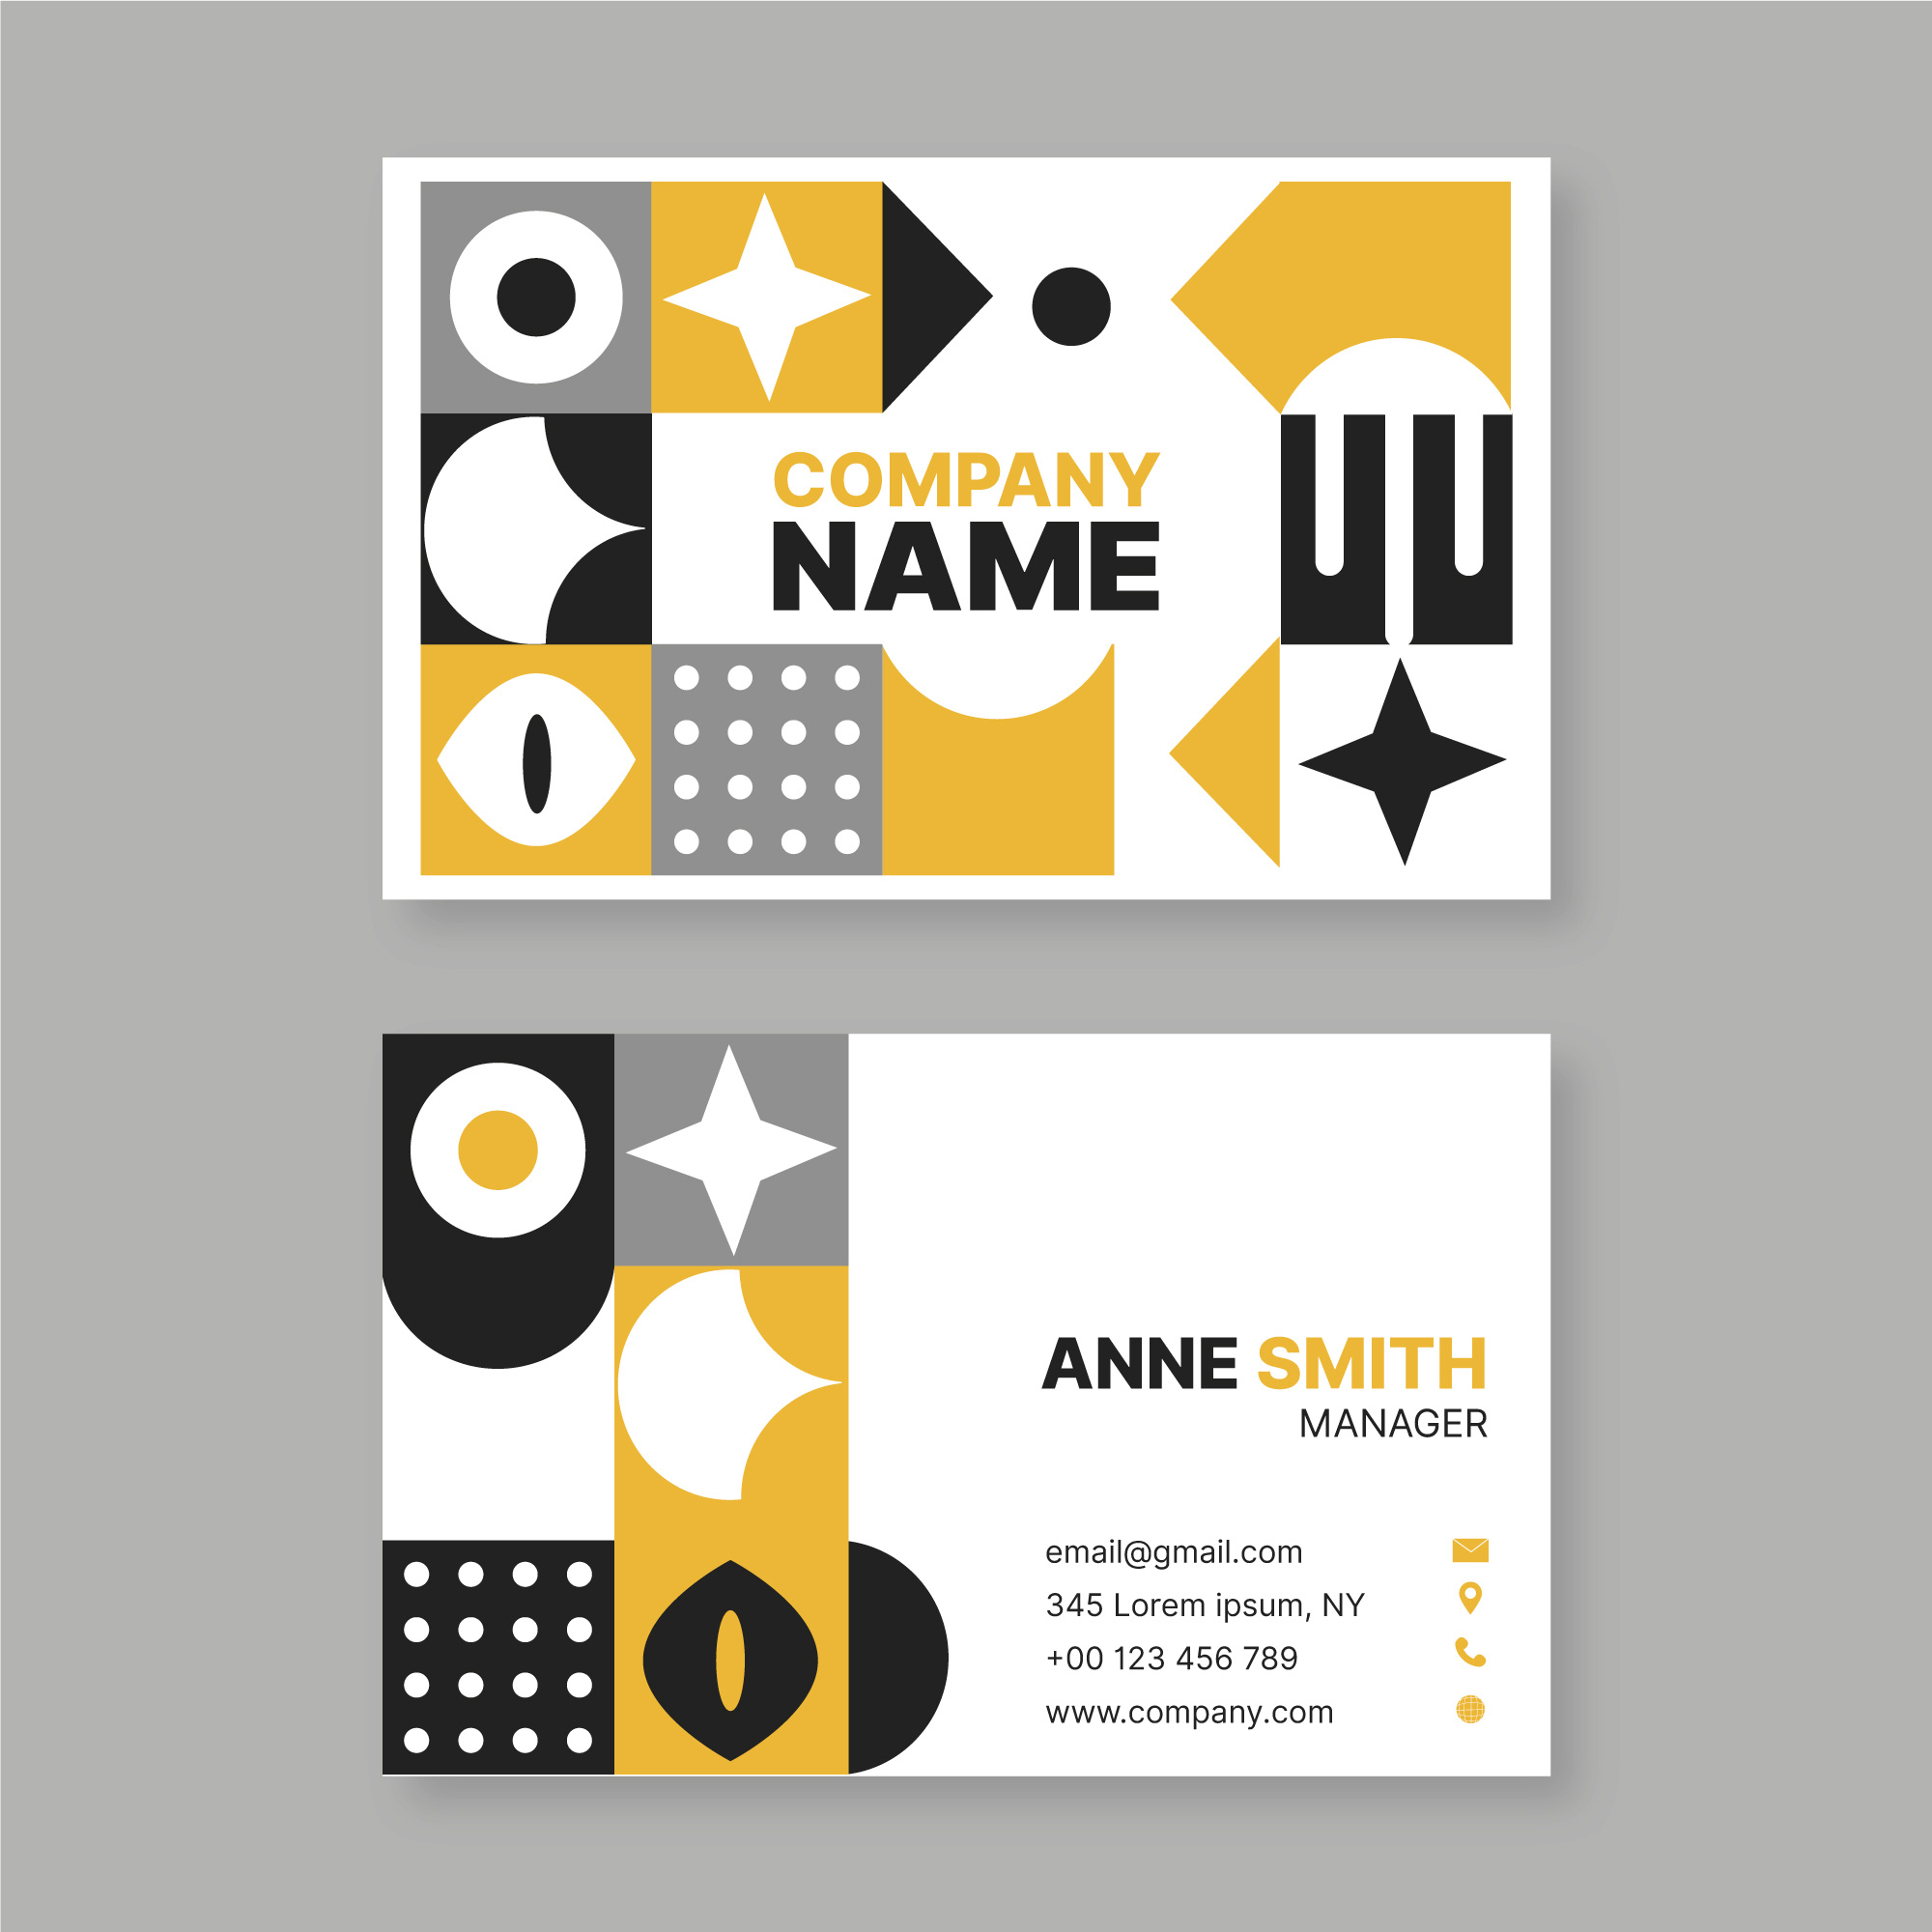 COMPANY
NAME
ANNE SMITH
MANAGER
email@gmail.com
345 Lorem ipsum, NY
+00 123 456 789
www.company.com